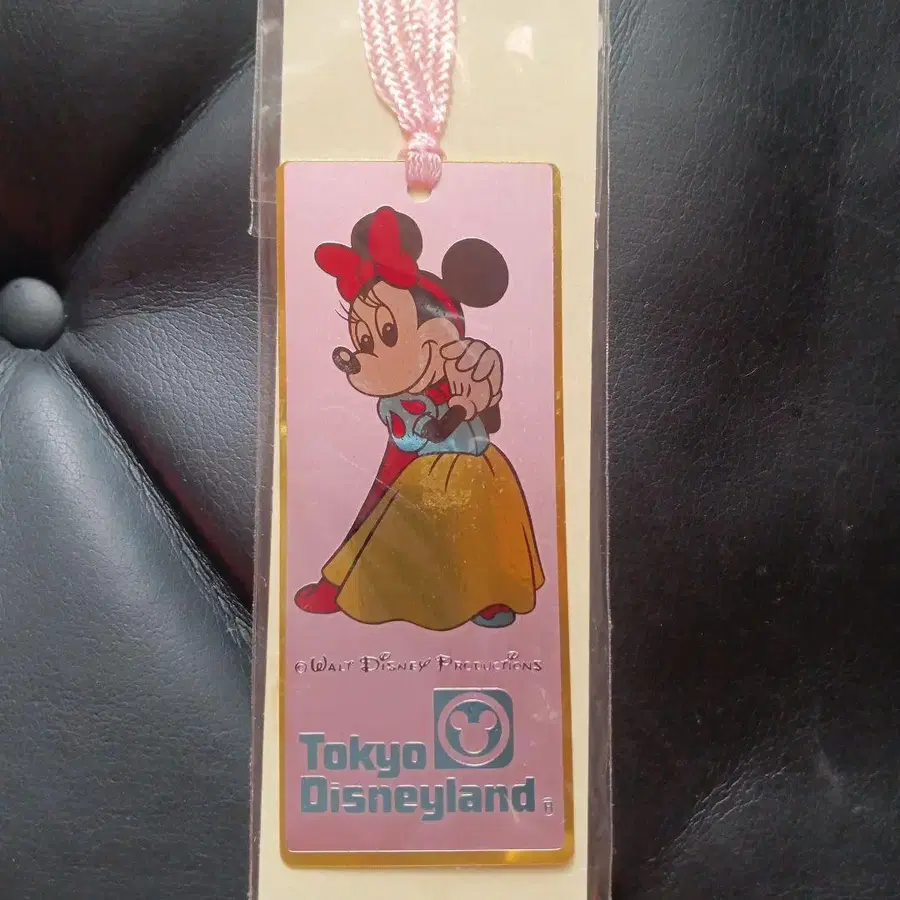 © WALT DISNEY PRODUCTIONS
Tokyo
Disneyland